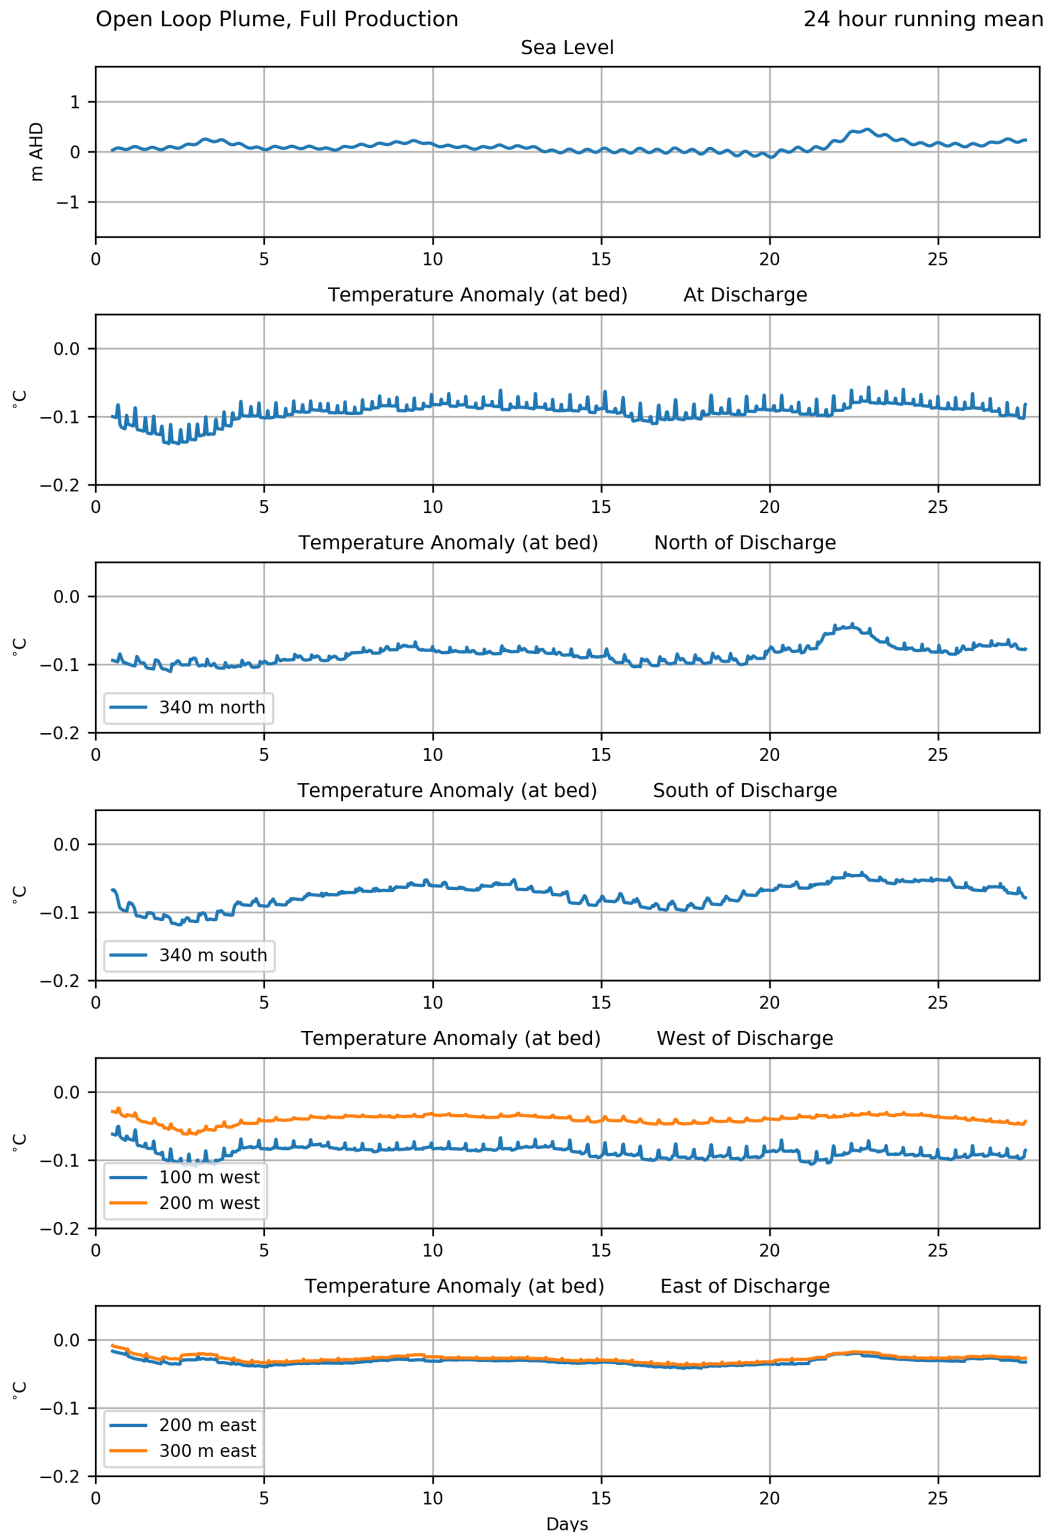 Open Loop Plume, Full Production 24 hour running mean
Sea Level
1
0
−1
m AHD
0 5 10 15 20 25
Temperature Anomaly (at bed) At Discharge
0.0
−0.1
−0.2
°C
0 5 10 15 20 25
Temperature Anomaly (at bed) North of Discharge
0.0
−0.1
−0.2
°C
340 m north
0 5 10 15 20 25
Temperature Anomaly (at bed) South of Discharge
0.0
−0.1
−0.2
°C
340 m south
0 5 10 15 20 25
Temperature Anomaly (at bed) West of Discharge
0.0
−0.1
−0.2
°C
100 m west
200 m west
0 5 10 15 20 25
Temperature Anomaly (at bed) East of Discharge
0.0
−0.1
−0.2
°C
200 m east
300 m east
0 5 10 15 20 25
Days